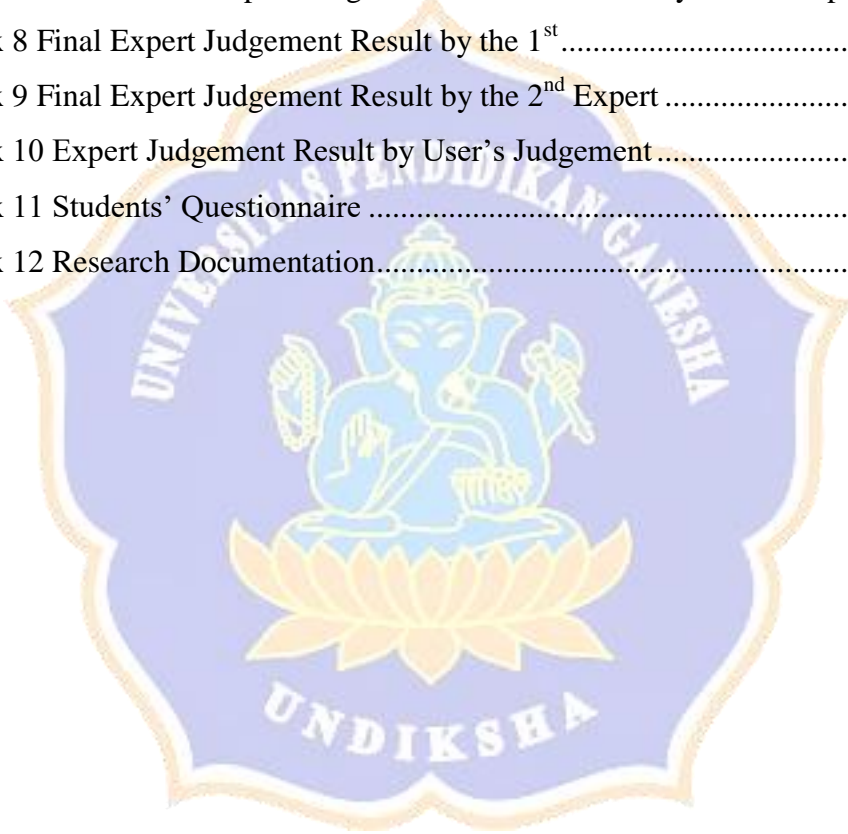 x 8 Final Expert Judgement Result by the 1st
x 9 Final Expert Judgement Result by the 2nd Expert
x 10 Expert Judgement Result by User's Judgement
x 11 Students' Questionnaire
x 12 Research Documentation
UNIVERSITAS PENDIDIKAN GANESHA
UNDIKSHA